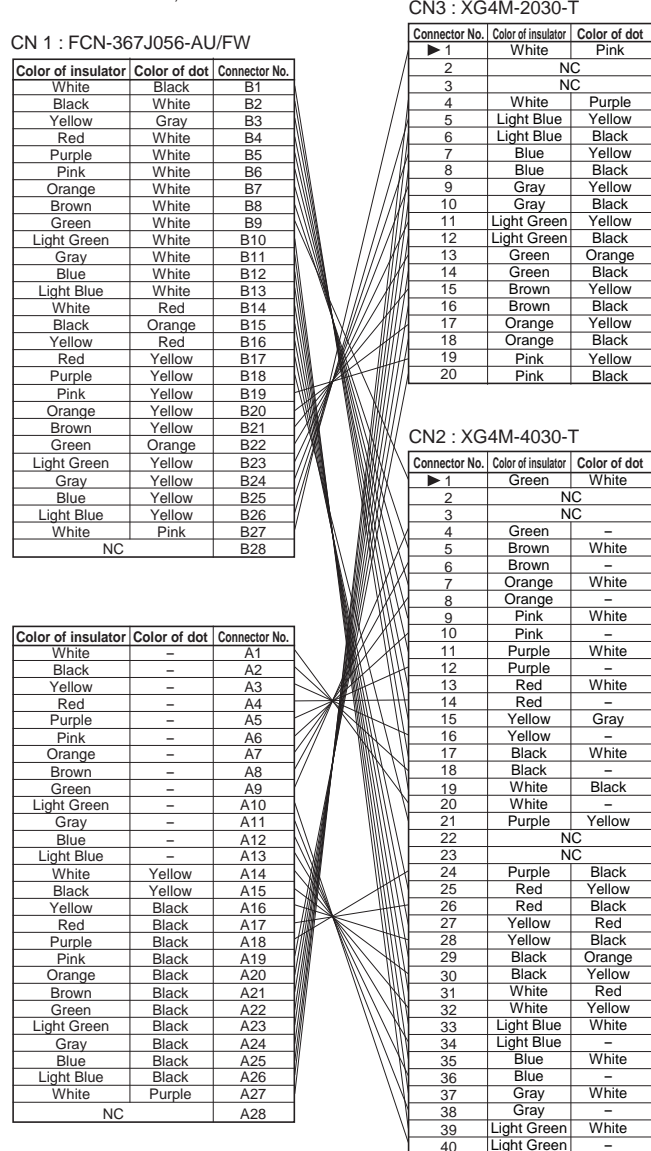 CN 1 : FCN-367J056-AU/FW
Color of insulator Color of dot Connector No.
White Black B1
Black White B2
Yellow Gray B3
Red White B4
Purple White B5
Pink White B6
Orange White B7
Brown White B8
Green White B9
Light Green White B10
Gray White B11
Blue White B12
Light Blue White B13
White Red B14
Black Orange B15
Yellow Red B16
Red Yellow B17
Purple Yellow B18
Pink Yellow B19
Orange Yellow B20
Brown Yellow B21
Green Orange B22
Light Green Yellow B23
Gray Yellow B24
Blue Yellow B25
Light Blue Yellow B26
White Pink B27
NC B28
Color of insulator Color of dot Connector No.
White – A1
Black – A2
Yellow – A3
Red – A4
Purple – A5
Pink – A6
Orange – A7
Brown – A8
Green – A9
Light Green – A10
Gray – A11
Blue – A12
Light Blue – A13
White Yellow A14
Black Yellow A15
Yellow Black A16
Red Black A17
Purple Black A18
Pink Black A19
Orange Black A20
Brown Black A21
Green Black A22
Light Green Black A23
Gray Black A24
Blue Black A25
Light Blue Black A26
White Purple A27
NC A28
CN3 : XG4M-2030-T
Connector No. Color of insulator Color of dot
▶ 1 White Pink
2 NC
3 NC
4 White Purple
5 Light Blue Yellow
6 Light Blue Black
7 Blue Yellow
8 Blue Black
9 Gray Yellow
10 Gray Black
11 Light Green Yellow
12 Light Green Black
13 Green Orange
14 Green Black
15 Brown Yellow
16 Brown Black
17 Orange Yellow
18 Orange Black
19 Pink Yellow
20 Pink Black
CN2 : XG4M-4030-T
Connector No. Color of insulator Color of dot
▶ 1 Green White
2 NC
3 NC
4 Green –
5 Brown White
6 Brown –
7 Orange White
8 Orange –
9 Pink White
10 Pink –
11 Purple White
12 Purple –
13 Red White
14 Red –
15 Yellow Gray
16 Yellow –
17 Black White
18 Black –
19 White Black
20 White –
21 Purple Yellow
22 NC
23 NC
24 Purple Black
25 Red Yellow
26 Red Black
27 Yellow Red
28 Yellow Black
29 Black Orange
30 Black Yellow
31 White Red
32 White Yellow
33 Light Blue White
34 Light Blue –
35 Blue White
36 Blue –
37 Gray White
38 Gray –
39 Light Green White
40 Light Green –